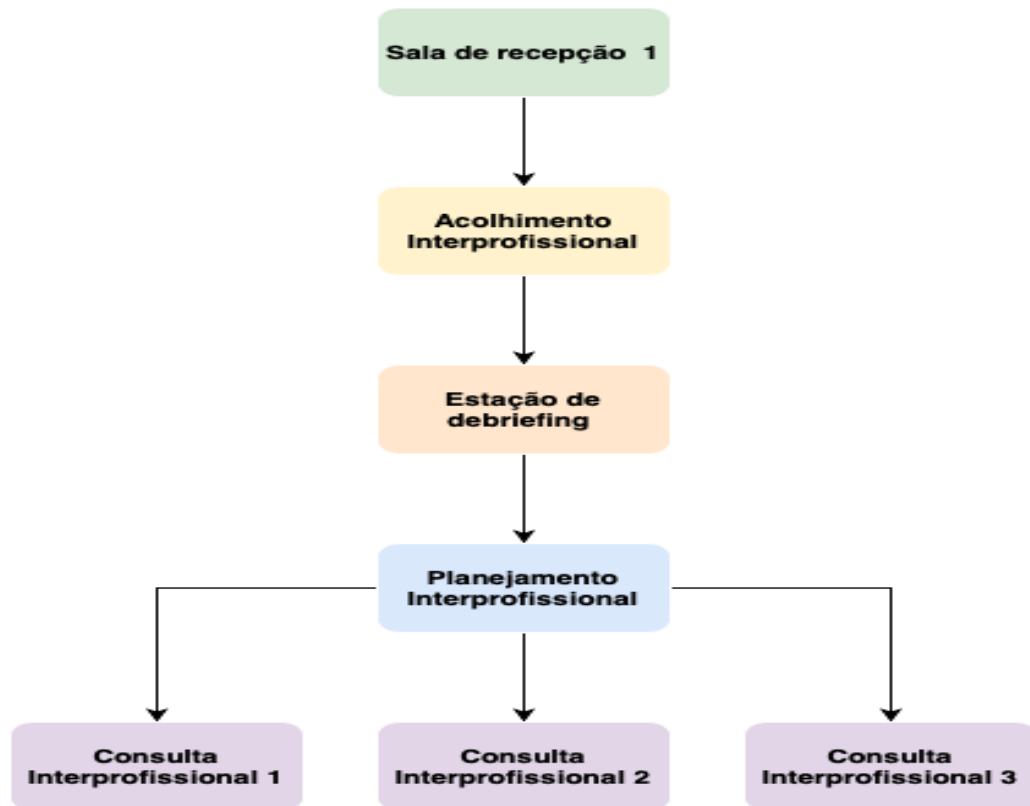 Sala de recepção 1
Acolhimento
Interprofissional
Estação de
debriefing
Planejamento
Interprofissional
Consulta
Interprofissional 1
Consulta
Interprofissional 2
Consulta
Interprofissional 3